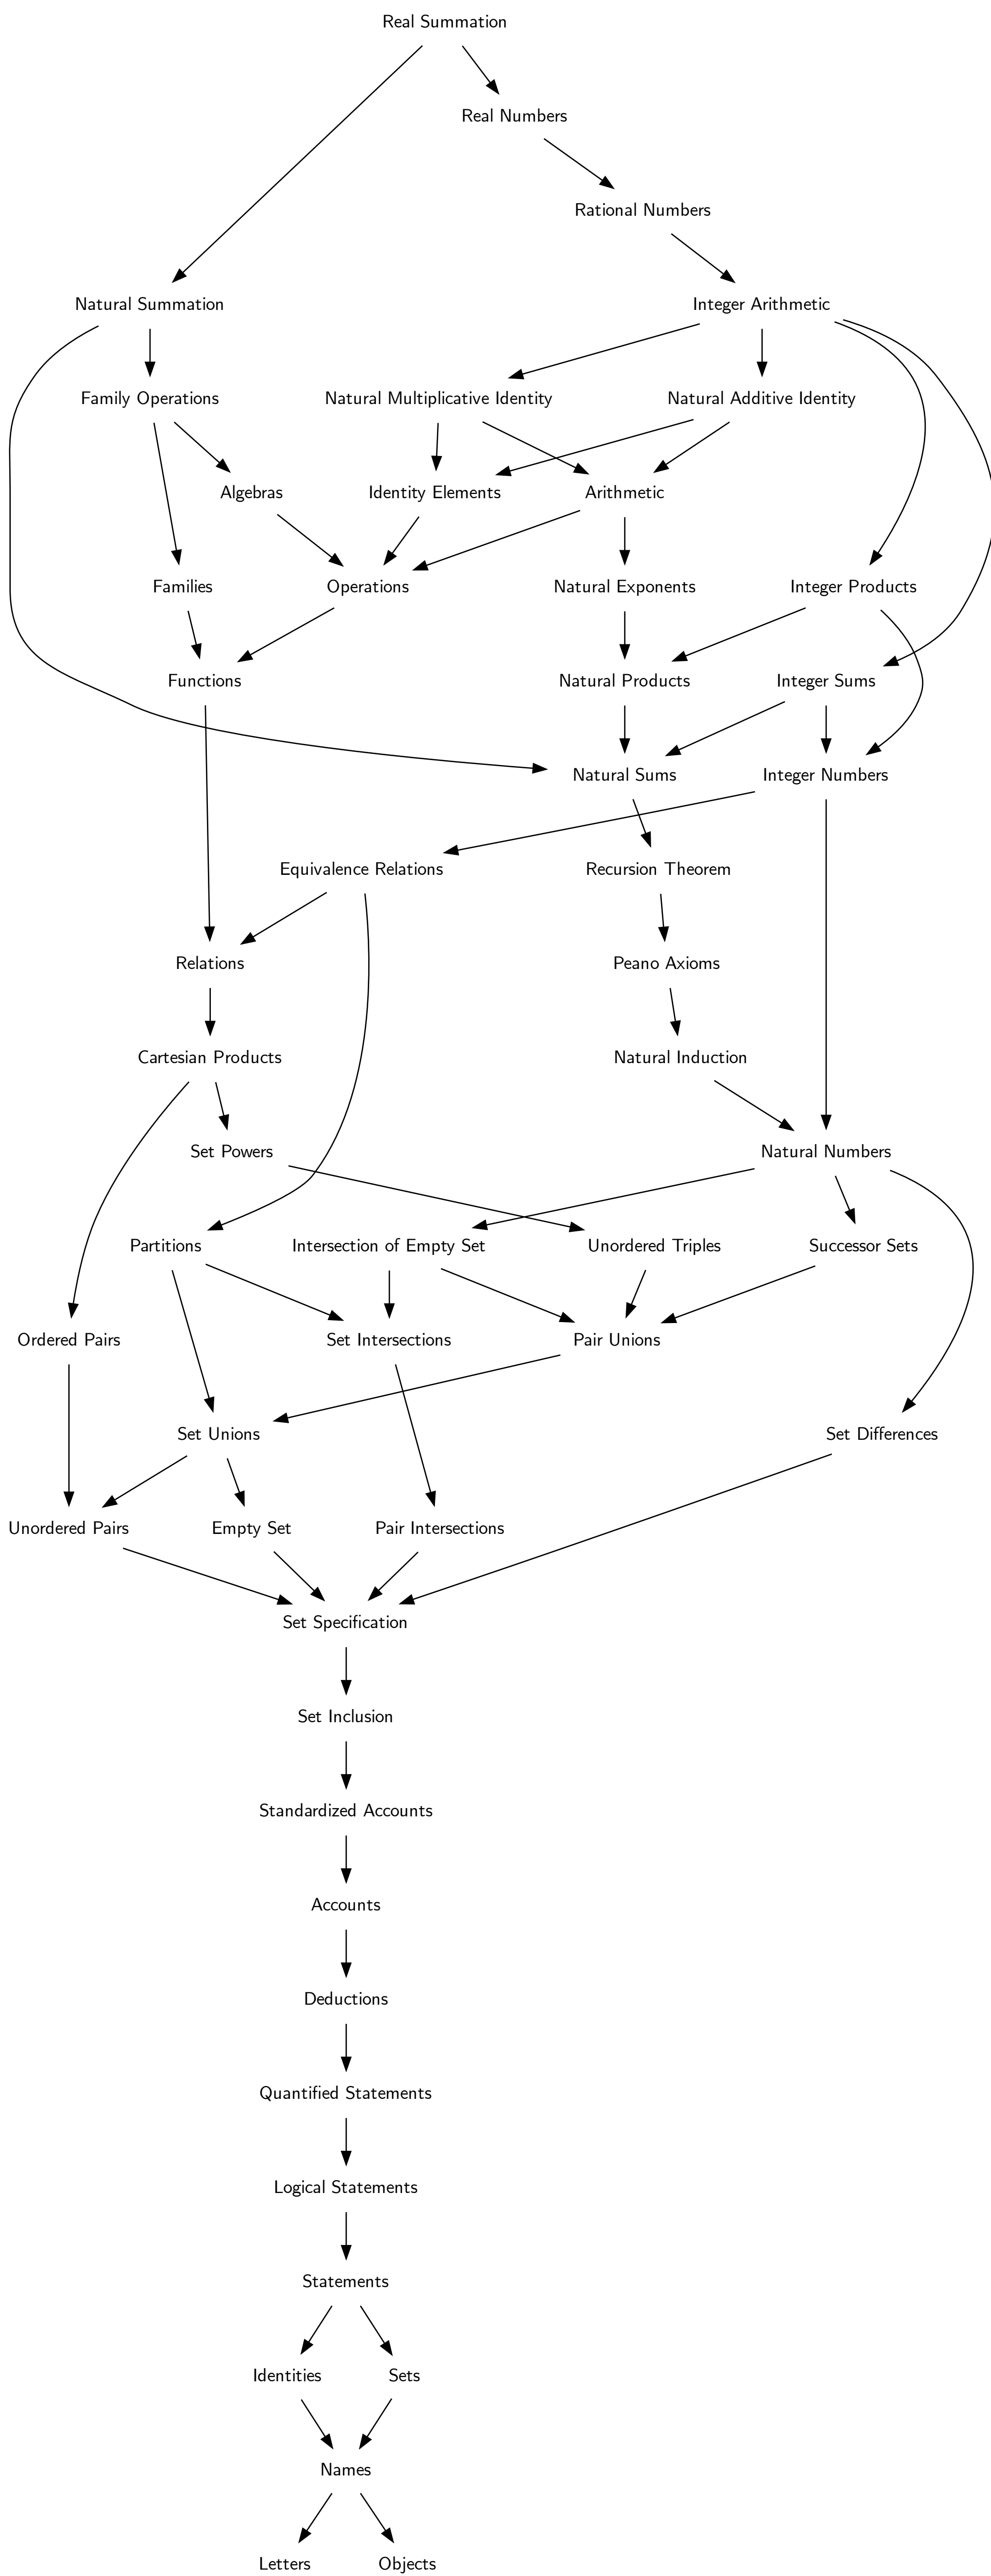 Real Summation
Real Numbers
Rational Numbers
Natural Summation
Integer Arithmetic
Family Operations
Natural Multiplicative Identity
Natural Additive Identity
Algebras
Identity Elements
Arithmetic
Families
Operations
Natural Exponents
Integer Products
Functions
Natural Products
Integer Sums
Natural Sums
Integer Numbers
Equivalence Relations
Recursion Theorem
Relations
Peano Axioms
Cartesian Products
Natural Induction
Set Powers
Natural Numbers
Partitions
Intersection of Empty Set
Unordered Triples
Successor Sets
Ordered Pairs
Set Intersections
Pair Unions
Set Unions
Set Differences
Unordered Pairs
Empty Set
Pair Intersections
Set Specification
Set Inclusion
Standardized Accounts
Accounts
Deductions
Quantified Statements
Logical Statements
Statements
Identities
Sets
Names
Letters
Objects